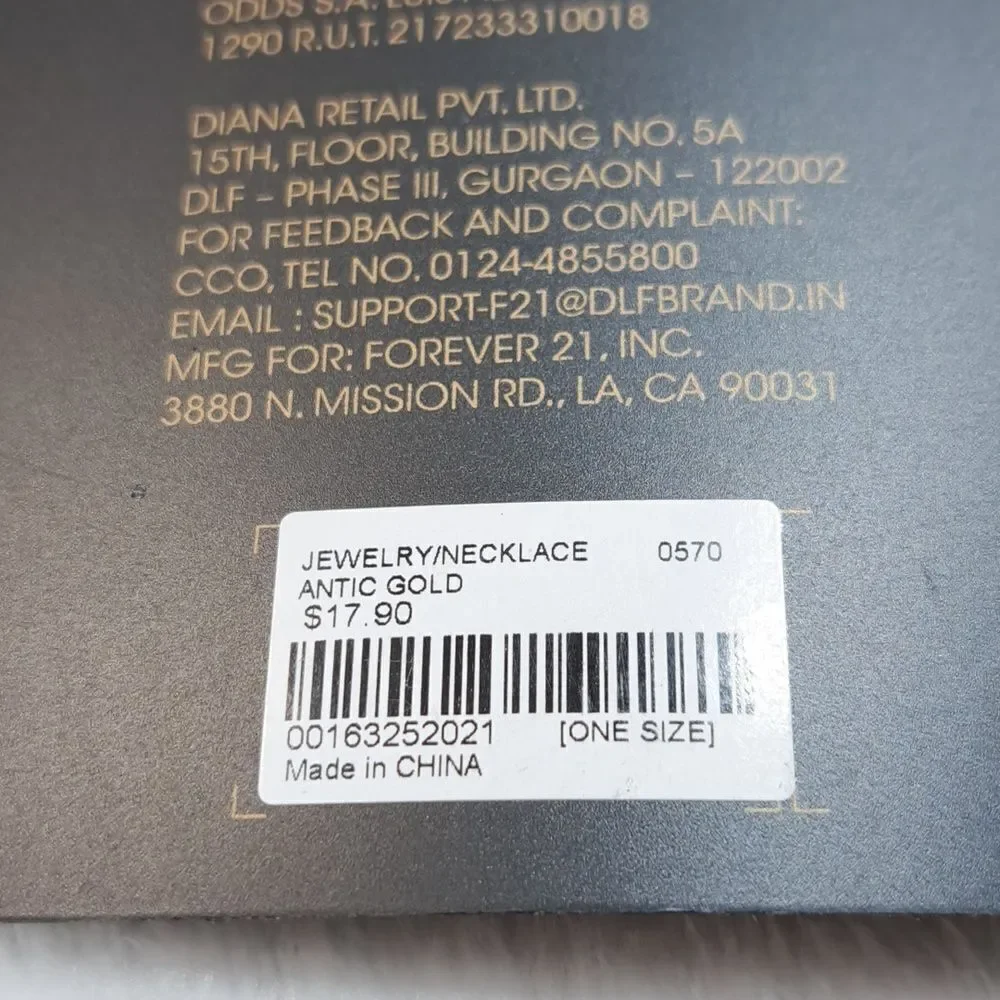 ODDS S.A.
1290 R.U.T. 217233310018
DIANA RETAIL PVT. LTD.
15TH, FLOOR, BUILDING NO. 5A
DLF - PHASE III, GURGAON - 122002
FOR FEEDBACK AND COMPLAINT:
CCO, TEL NO. 0124-4855800
EMAIL : SUPPORT-F21@DLFBRAND.IN
MFG FOR: FOREVER 21, INC.
3880 N. MISSION RD., LA, CA 90031
JEWELRY/NECKLACE 0570
ANTIC GOLD
$17.90
00163252021 [ONE SIZE]
Made in CHINA